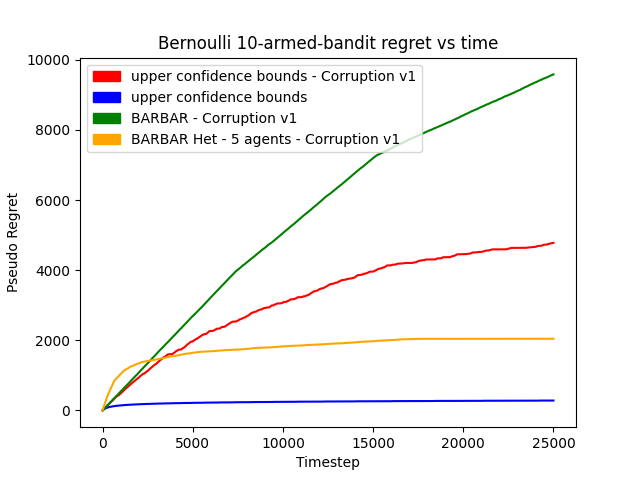 Bernoulli 10-armed-bandit regret vs time
upper confidence bounds - Corruption v1
upper confidence bounds
BARBAR - Corruption v1
BARBAR Het - 5 agents - Corruption v1
10000
8000
6000
4000
2000
0
Pseudo Regret
0 5000 10000 15000 20000 25000
Timestep